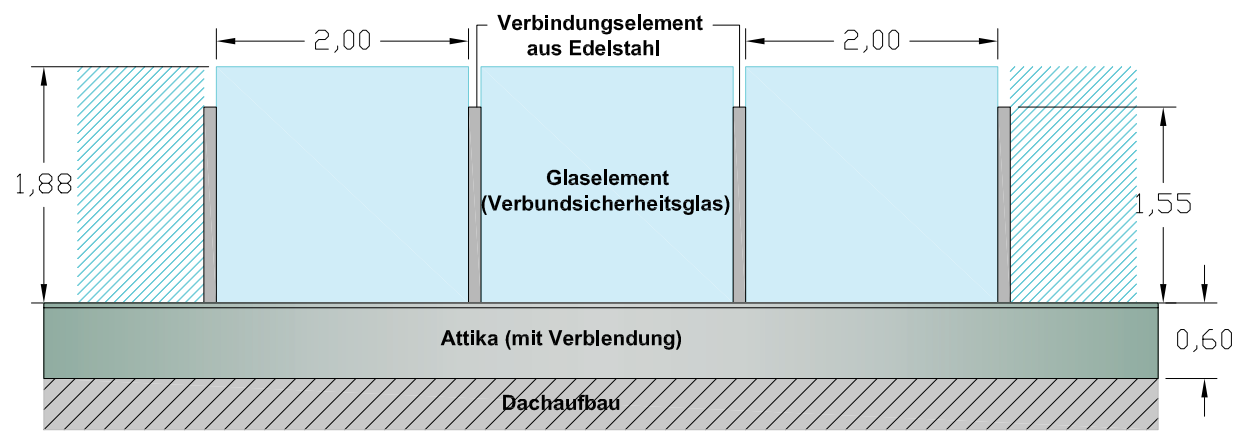 Verbindungselement
aus Edelstahl
2,00
2,00
1,88
Glaselement
(Verbundsicherheitsglas)
1,55
Attika (mit Verblendung)
0,60
Dachaufbau